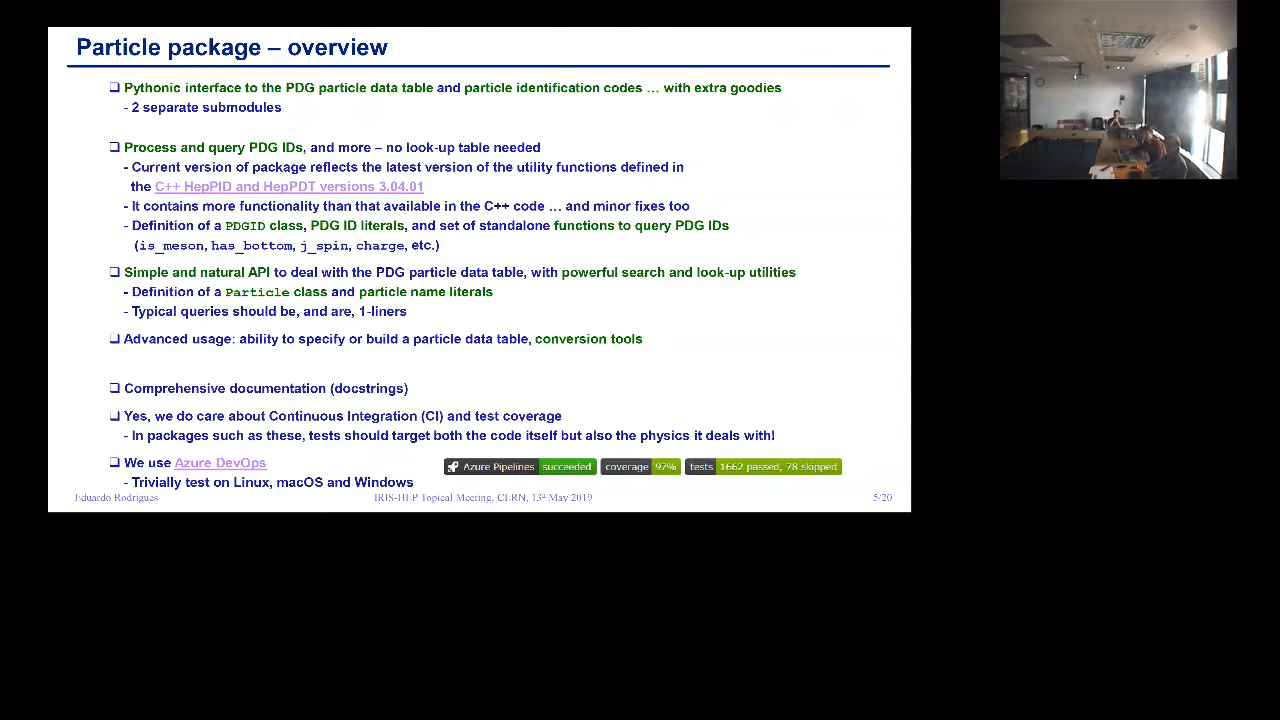 Particle package – overview
❑ Pythonic interface to the PDG particle data table and particle identification codes … with extra goodies
- 2 separate submodules
❑ Process and query PDG IDs, and more – no look-up table needed
- Current version of package reflects the latest version of the utility functions defined in
the C++ HepPID and HepPDT versions 3.04.01
- It contains more functionality than that available in the C++ code … and minor fixes too
- Definition of a PDGID class, PDG ID literals, and set of standalone functions to query PDG IDs
(is_meson, has_bottom, j_spin, charge, etc.)
❑ Simple and natural API to deal with the PDG particle data table, with powerful search and look-up utilities
- Definition of a Particle class and particle name literals
- Typical queries should be, and are, 1-liners
❑ Advanced usage: ability to specify or build a particle data table, conversion tools
❑ Comprehensive documentation (docstrings)
❑ Yes, we do care about Continuous Integration (CI) and test coverage
- In packages such as these, tests should target both the code itself but also the physics it deals with!
❑ We use Azure DevOps
Azure Pipelines succeeded coverage 97% tests 1662 passed, 78 skipped
- Trivially test on Linux, macOS and Windows
Eduardo Rodrigues IRIS-HEP Topical Meeting, CERN, 13th May 2019 5/20